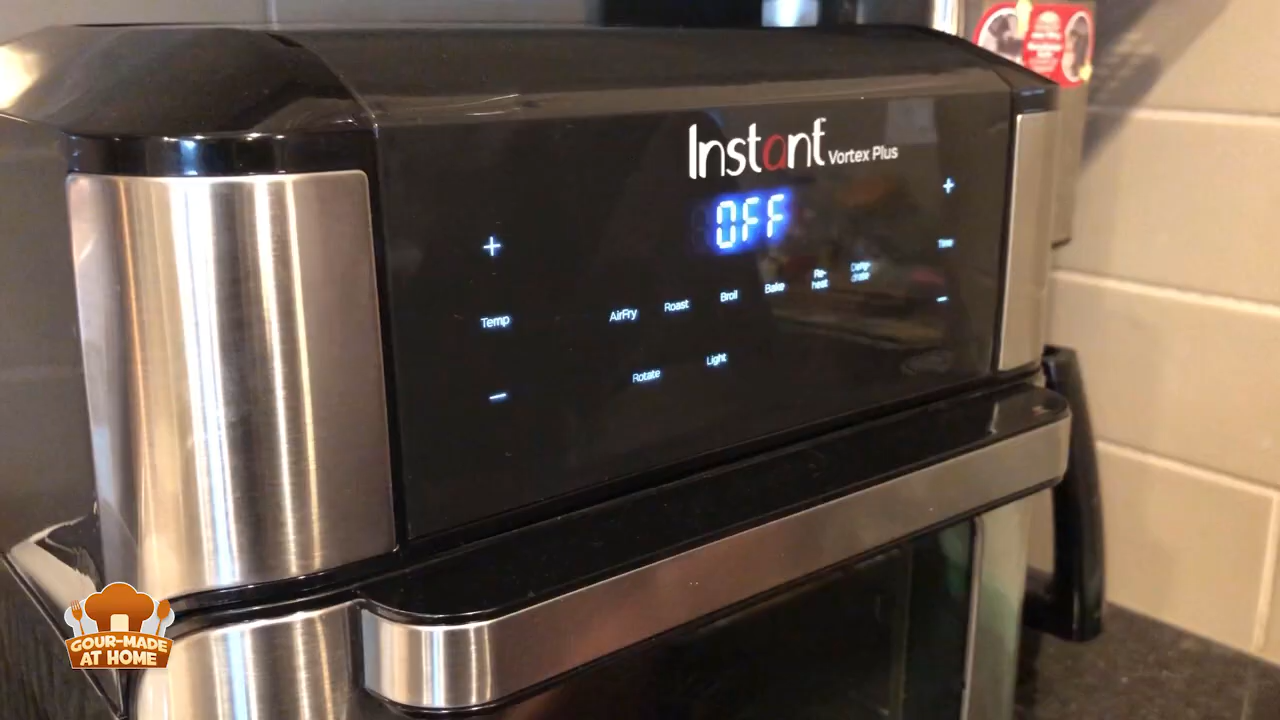 Instant Vortex Plus
OFF
+
+
Temp
Time
AirFry
Roast
Broil
Bake
Re-
heat
Dehy-
drate
−
−
Rotate
Light
GOUR-MADE
AT HOME